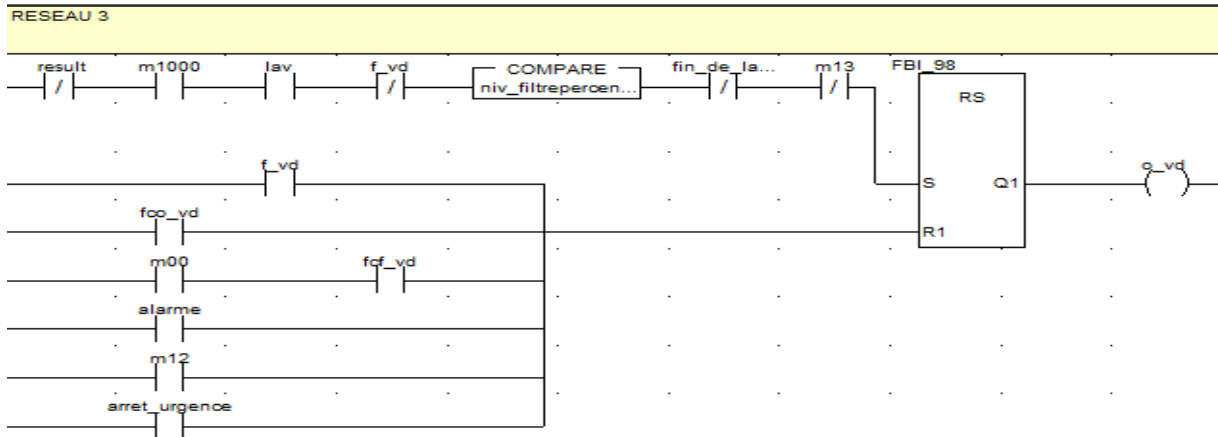 RESEAU 3
result m1000 lav f_vd COMPARE fin_de_la... m13 FBI_98
niv_filtrepercen...
RS
f_vd
o_vd
S Q1
fco_vd
R1
m00 fcf_vd
alarme
m12
arret_urgence